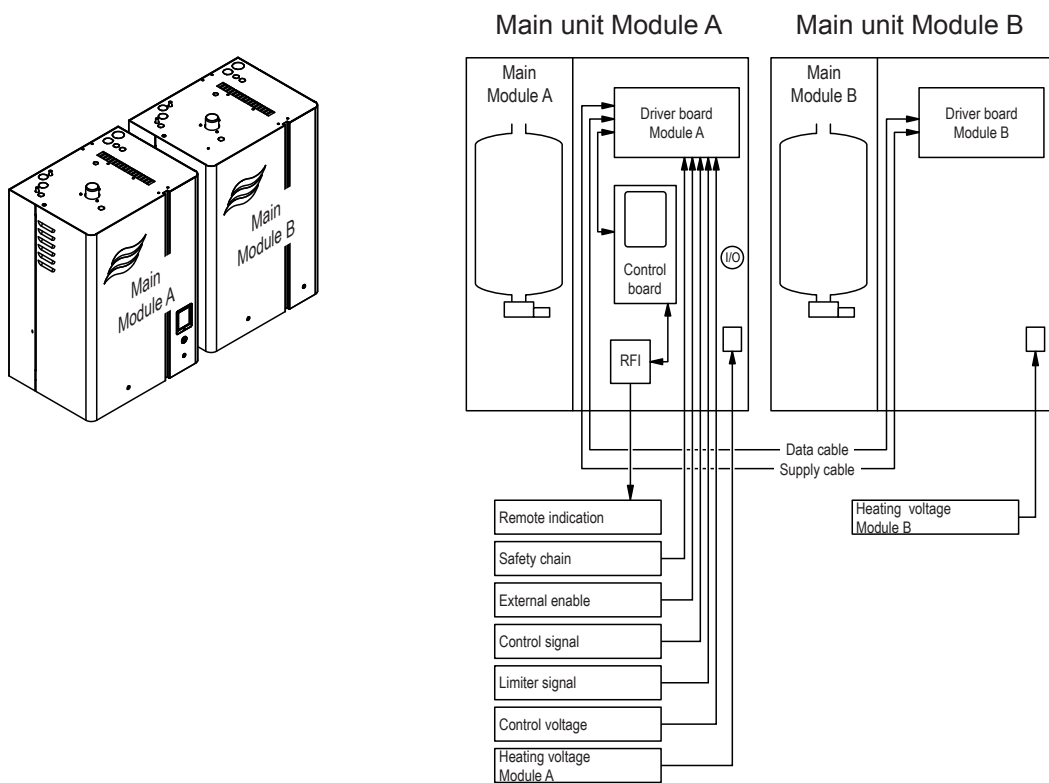 Main unit Module A
Main unit Module B
Main
Module A
Main
Module B
Main
Module A
Driver board
Module A
Control
board
I/O
RFI
Main
Module B
Driver board
Module B
Data cable
Supply cable
Remote indication
Safety chain
External enable
Control signal
Limiter signal
Control voltage
Heating voltage
Module A
Heating voltage
Module B